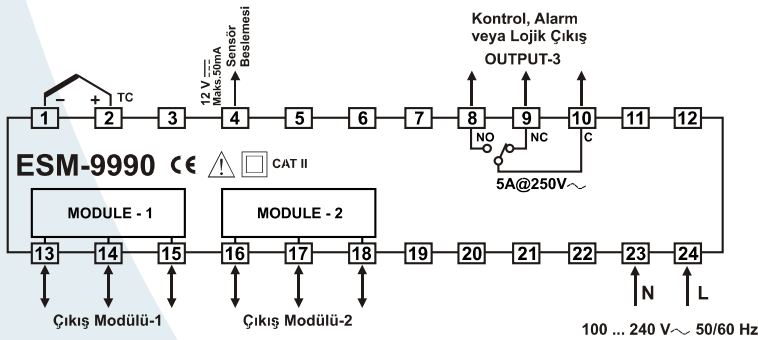 Kontrol, Alarm
veya Lojik Çıkış
OUTPUT-3
12 V
Maks.50mA
Sensör
Beslemesi
− + TC
1 2 3 4 5 6 7 8 9 10 11 12
NO NC C
5A@250V～
ESM-9990 CE CAT II
MODULE - 1 MODULE - 2
13 14 15 16 17 18 19 20 21 22 23 24
N L
Çıkış Modülü-1 Çıkış Modülü-2
100 ... 240 V～ 50/60 Hz